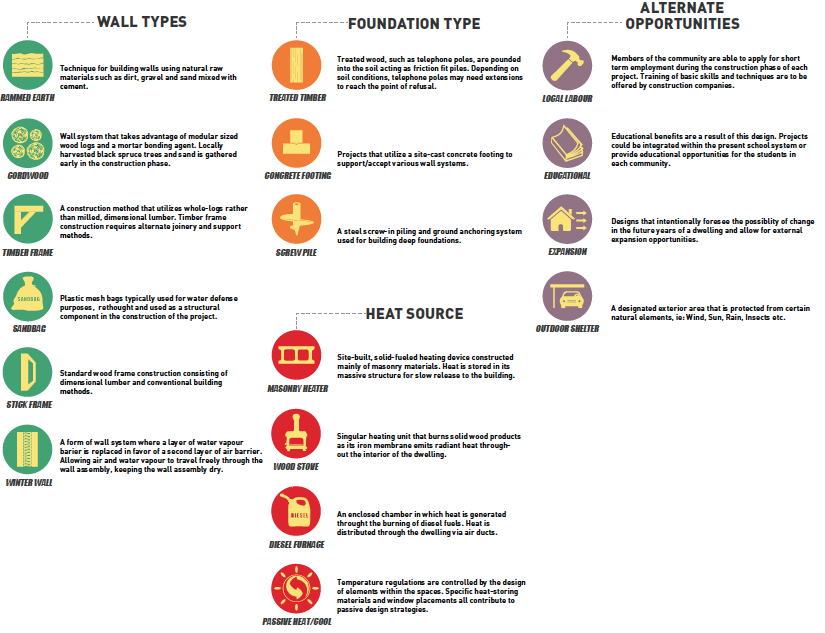 WALL TYPES
RAMMED EARTH
Technique for building walls using natural raw
materials such as dirt, gravel and sand mixed with
cement.
CORDWOOD
Wall system that takes advantage of modular sized
wood logs and a mortar bonding agent. Locally
harvested black spruce trees and sand is gathered
early in the construction phase.
TIMBER FRAME
A construction method that utilizes whole-logs rather
than milled, dimensional lumber. Timber frame
construction requires alternate joinery and support
methods.
SANDBAG
SANDBAG
Plastic mesh bags typically used for water defense
purposes, rethought and used as a structural
component in the construction of the project.
STICK FRAME
Standard wood frame construction consisting of
dimensional lumber and conventional building
methods.
WINTER WALL
A form of wall system where a layer of water vapour
barier is replaced in favor of a second layer of air barrier.
Allowing air and water vapour to travel freely through the
wall assembly, keeping the wall assembly dry.
FOUNDATION TYPE
TREATED TIMBER
Treated wood, such as telephone poles, are pounded
into the soil acting as friction fit piles. Depending on
soil conditions, telephone poles may need extensions
to reach the point of refusal.
CONCRETE FOOTING
Projects that utilize a site-cast concrete footing to
support/accept various wall systems.
SCREW PILE
A steel screw-in piling and ground anchoring system
used for building deep foundations.
HEAT SOURCE
MASONRY HEATER
Site-built, solid-fueled heating device constructed
mainly of masonry materials. Heat is stored in its
massive structure for slow release to the building.
WOOD STOVE
Singular heating unit that burns solid wood products
as its iron membrane emits radiant heat through-
out the interior of the dwelling.
DIESEL
DIESEL FURNACE
An enclosed chamber in which heat is generated
throught the burning of diesel fuels. Heat is
distributed through the dwelling via air ducts.
PASSIVE HEAT/COOL
Temperature regulations are controlled by the design
of elements within the spaces. Specific heat-storing
materials and window placements all contribute to
passive design strategies.
ALTERNATE
OPPORTUNITIES
LOCAL LABOUR
Members of the community are able to apply for short
term employment during the construction phase of each
project. Training of basic skills and techniques are to be
offered by construction companies.
EDUCATIONAL
Educational benefits are a result of this design. Projects
could be integrated within the present school system or
provide educational opportunities for the students in
each community.
EXPANSION
Designs that intentionally foresee the possiblity of change
in the future years of a dwelling and allow for external
expansion opportunities.
OUTDOOR SHELTER
A designated exterior area that is protected from certain
natural elements, ie: Wind, Sun, Rain, Insects etc.